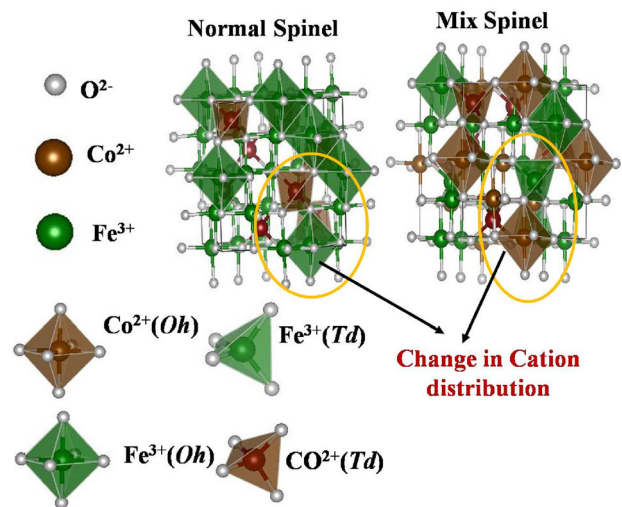 Normal Spinel
Mix Spinel
O²⁻
Co²⁺
Fe³⁺
Co²⁺(Oh)
Fe³⁺(Td)
Change in Cation
distribution
Fe³⁺(Oh)
CO²⁺(Td)